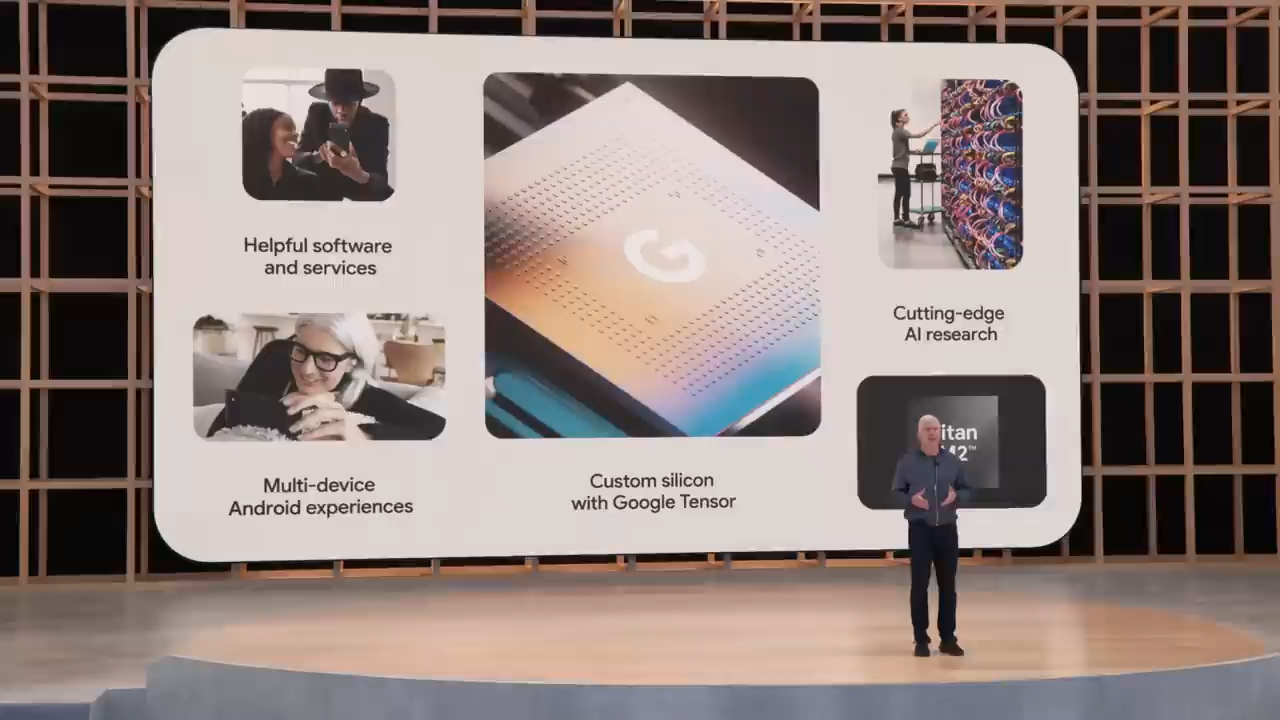 Helpful software
and services
Multi-device
Android experiences
G
Custom silicon
with Google Tensor
Cutting-edge
AI research